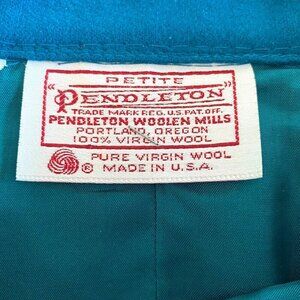 PETITE
"PENDLETON"
TRADE MARK REG. U.S. PAT. OFF.
PENDLETON WOOLEN MILLS
PORTLAND, OREGON
100% VIRGIN WOOL
PURE VIRGIN WOOL
® MADE IN U.S.A.